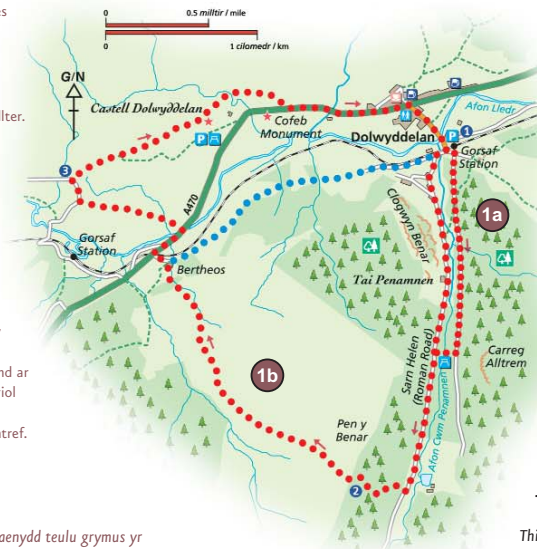 es
0
0.5 milltir / mile
0
1 cilomedr / km
G/N
llter.
Castell Dolwyddelan
Cofeb
Monument
Afon Lledr
Dolwyddelan
P
1
Gorsaf
Station
P
3
A470
1a
Clogwyn Benar
Gorsaf
Station
Bertheos
Tai Penamnen
Sarn Helen
(Roman Road)
Carreg
Alltrem
nd ar
iol
1b
Afon Cwm Penamnen
Pen y
Benar
ntref.
2
aenydd teulu grymus yr
Thi